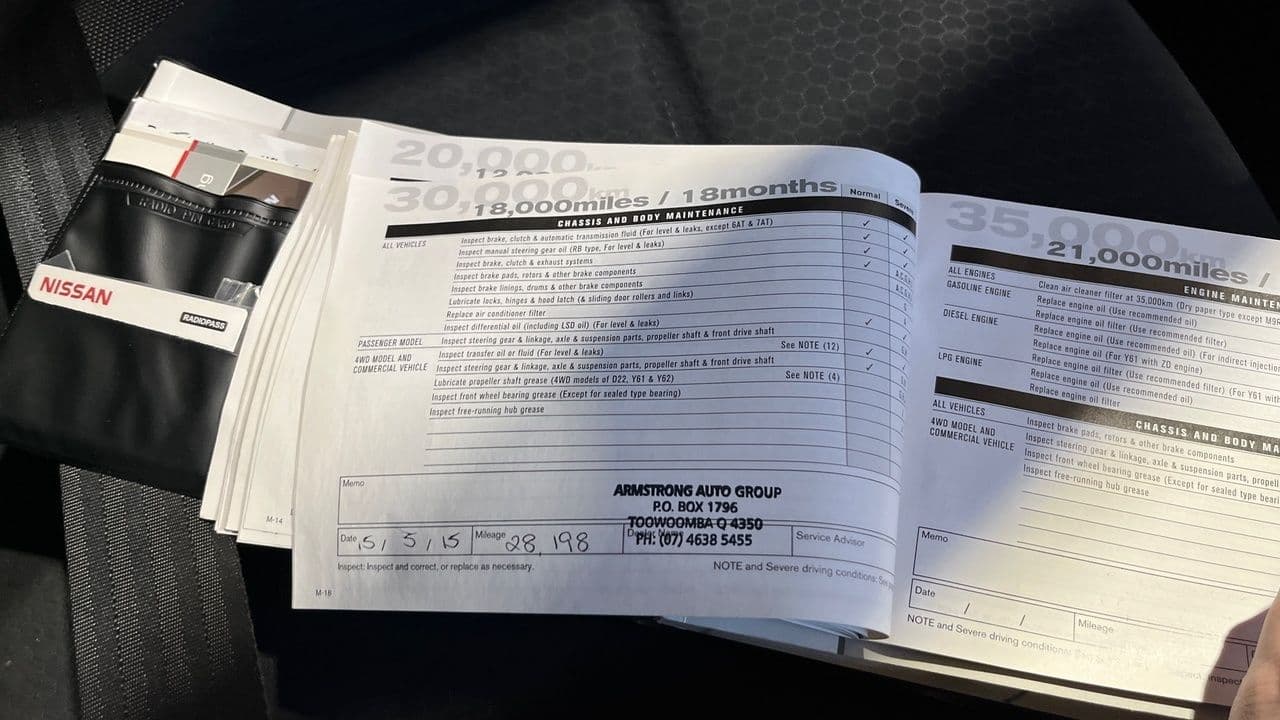 RADIO PIN CARD
NISSAN
RADIOPASS
M-14
20,000km
30,000km
18,000miles / 18months
Normal
CHASSIS AND BODY MAINTENANCE
ALL VEHICLES
Inspect brake, clutch & automatic transmission fluid (For level & leaks, except 6AT & 7AT)
Inspect manual steering gear oil (RB type, For level & leaks)
Inspect brake, clutch & exhaust systems
Inspect brake pads, rotors & other brake components
Inspect brake linings, drums & other brake components
Lubricate locks, hinges & hood latch (& sliding door rollers and links)
Replace air conditioner filter
Inspect differential oil (including LSD oil) (For level & leaks)
PASSENGER MODEL
Inspect steering gear & linkage, axle & suspension parts, propeller shaft & front drive shaft
4WD MODEL AND
COMMERCIAL VEHICLE
Inspect transfer oil or fluid (For level & leaks)
See NOTE (12)
Inspect steering gear & linkage, axle & suspension parts, propeller shaft & front drive shaft
Lubricate propeller shaft grease (4WD models of D22, Y61 & Y62)
See NOTE (4)
Inspect front wheel bearing grease (Except for sealed type bearing)
Inspect free-running hub grease
Memo
ARMSTRONG AUTO GROUP
P.O. BOX 1796
TOOWOOMBA Q 4350
PH: (07) 4638 5455
Date 5 / 5 / 15
Mileage 28,198
Service Advisor
Inspect: Inspect and correct, or replace as necessary.
NOTE and Severe driving conditions: See
M-16
35,000km
21,000miles /
ENGINE MAINTEN
ALL ENGINES
Clean air cleaner filter at 35,000km (Dry paper type except M9R
GASOLINE ENGINE
Replace engine oil (Use recommended oil)
Replace engine oil filter (Use recommended filter)
DIESEL ENGINE
Replace engine oil (Use recommended oil) (For indirect injection
Replace engine oil (For Y61 with ZD engine)
Replace engine oil filter (Use recommended filter) (For Y61 with
LPG ENGINE
Replace engine oil (Use recommended oil)
Replace engine oil filter
CHASSIS AND BODY MA
ALL VEHICLES
Inspect brake pads, rotors & other brake components
4WD MODEL AND
COMMERCIAL VEHICLE
Inspect steering gear & linkage, axle & suspension parts, propell
Inspect front wheel bearing grease (Except for sealed type beari
Inspect free-running hub grease
Memo
Date / /
Mileage
NOTE and Severe driving conditions: